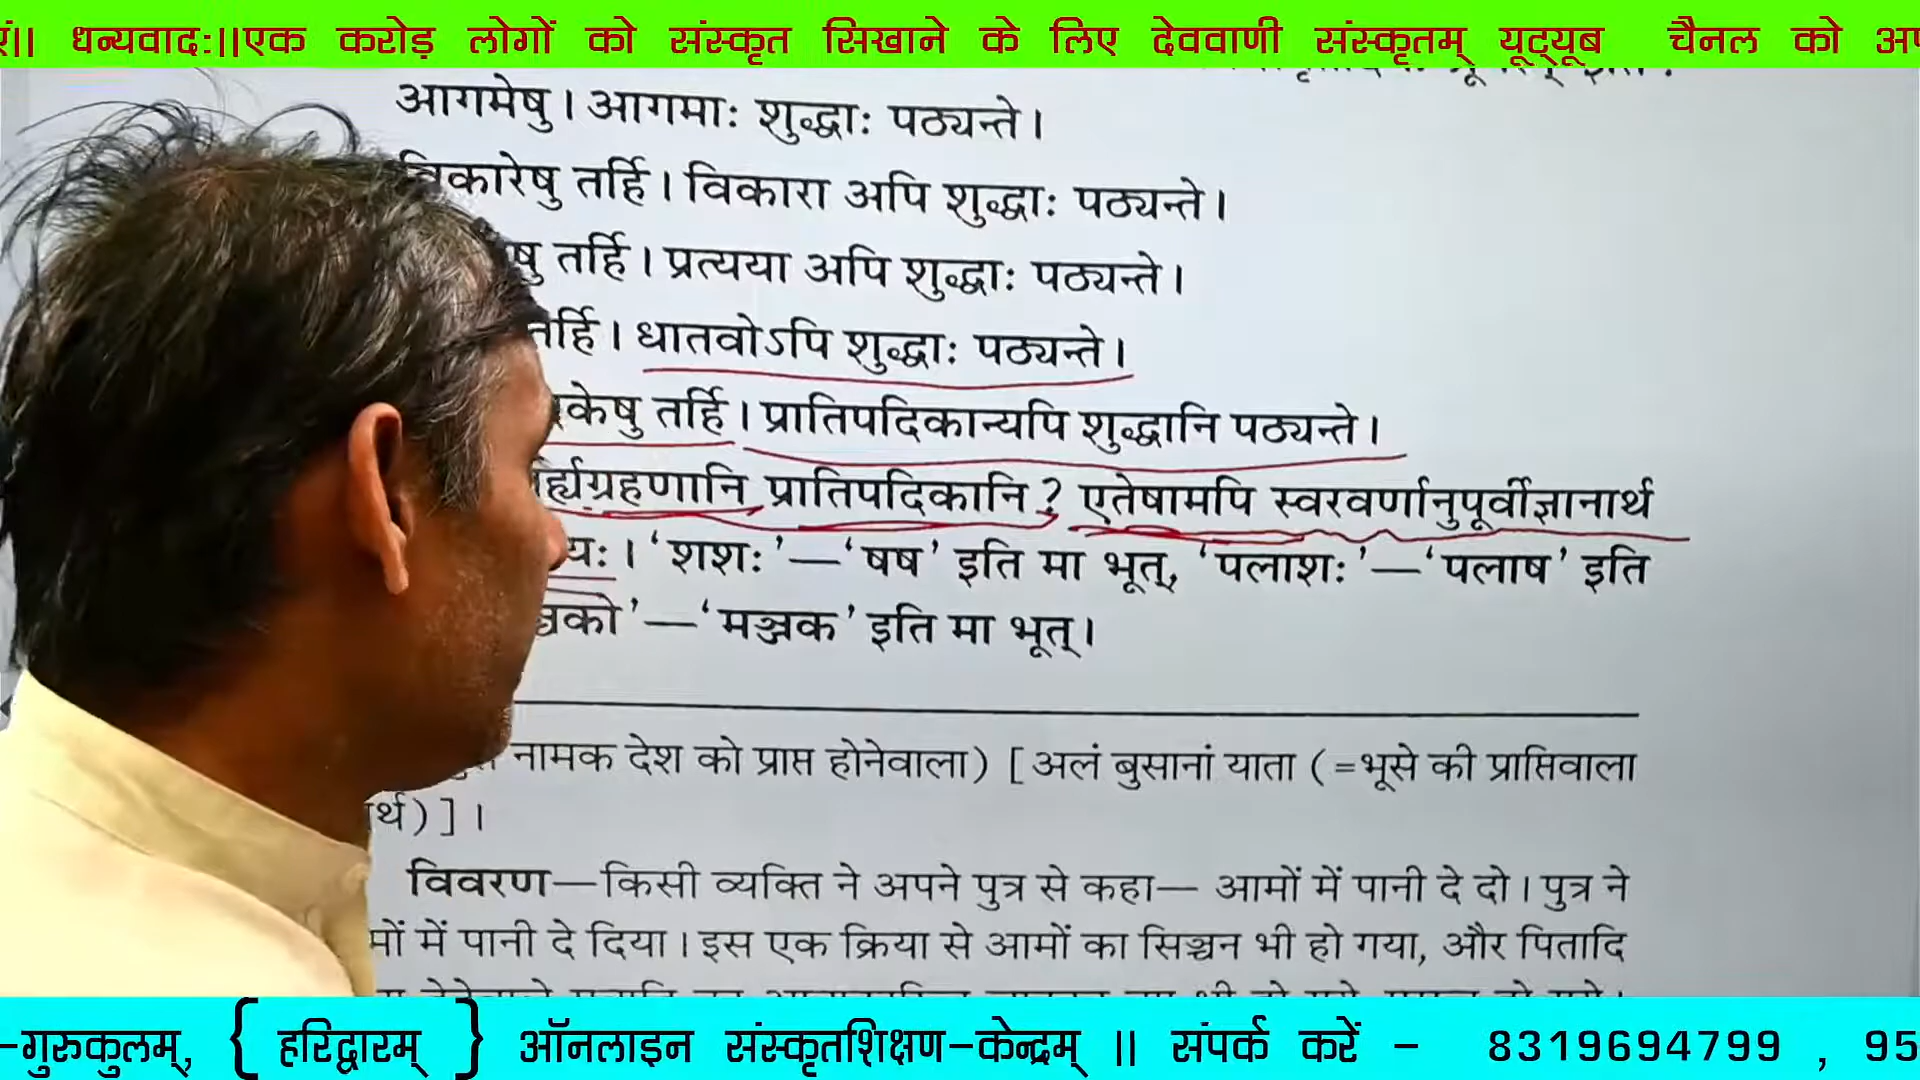 धन्यवादः।।एक करोड़ लोगों को संस्कृत सिखाने के लिए देववाणी संस्कृतम् यूट्यूब चैनल को
आगमेषु। आगमाः शुद्धाः पठ्यन्ते।
विकारेषु तर्हि। विकारा अपि शुद्धाः पठ्यन्ते।
तर्हि। प्रत्यया अपि शुद्धाः पठ्यन्ते।
तर्हि। धातवोऽपि शुद्धाः पठ्यन्ते।
तर्हि। प्रातिपदिकान्यपि शुद्धानि पठ्यन्ते।
प्रातिपदिकानि? एतेषामपि स्वरवर्णानुपूर्वीज्ञानार्थ
‘शशः’—‘षष’ इति मा भूत्, ‘पलाशः’—‘पलाष’ इति
—‘मञ्जक’ इति मा भूत्।
नामक देश को प्राप्त होनेवाला) [अलं बुसानां याता (=भूसे की प्राप्तिवाला
र्थ)]।
विवरण—किसी व्यक्ति ने अपने पुत्र से कहा— आमों में पानी दे दो। पुत्र ने
में पानी दे दिया। इस एक क्रिया से आमों का सिञ्चन भी हो गया, और पितादि
-गुरुकुलम्, { हरिद्वारम् } ऑनलाइन संस्कृतशिक्षण-केन्द्रम् || संपर्क करें - 8319694799 , 95